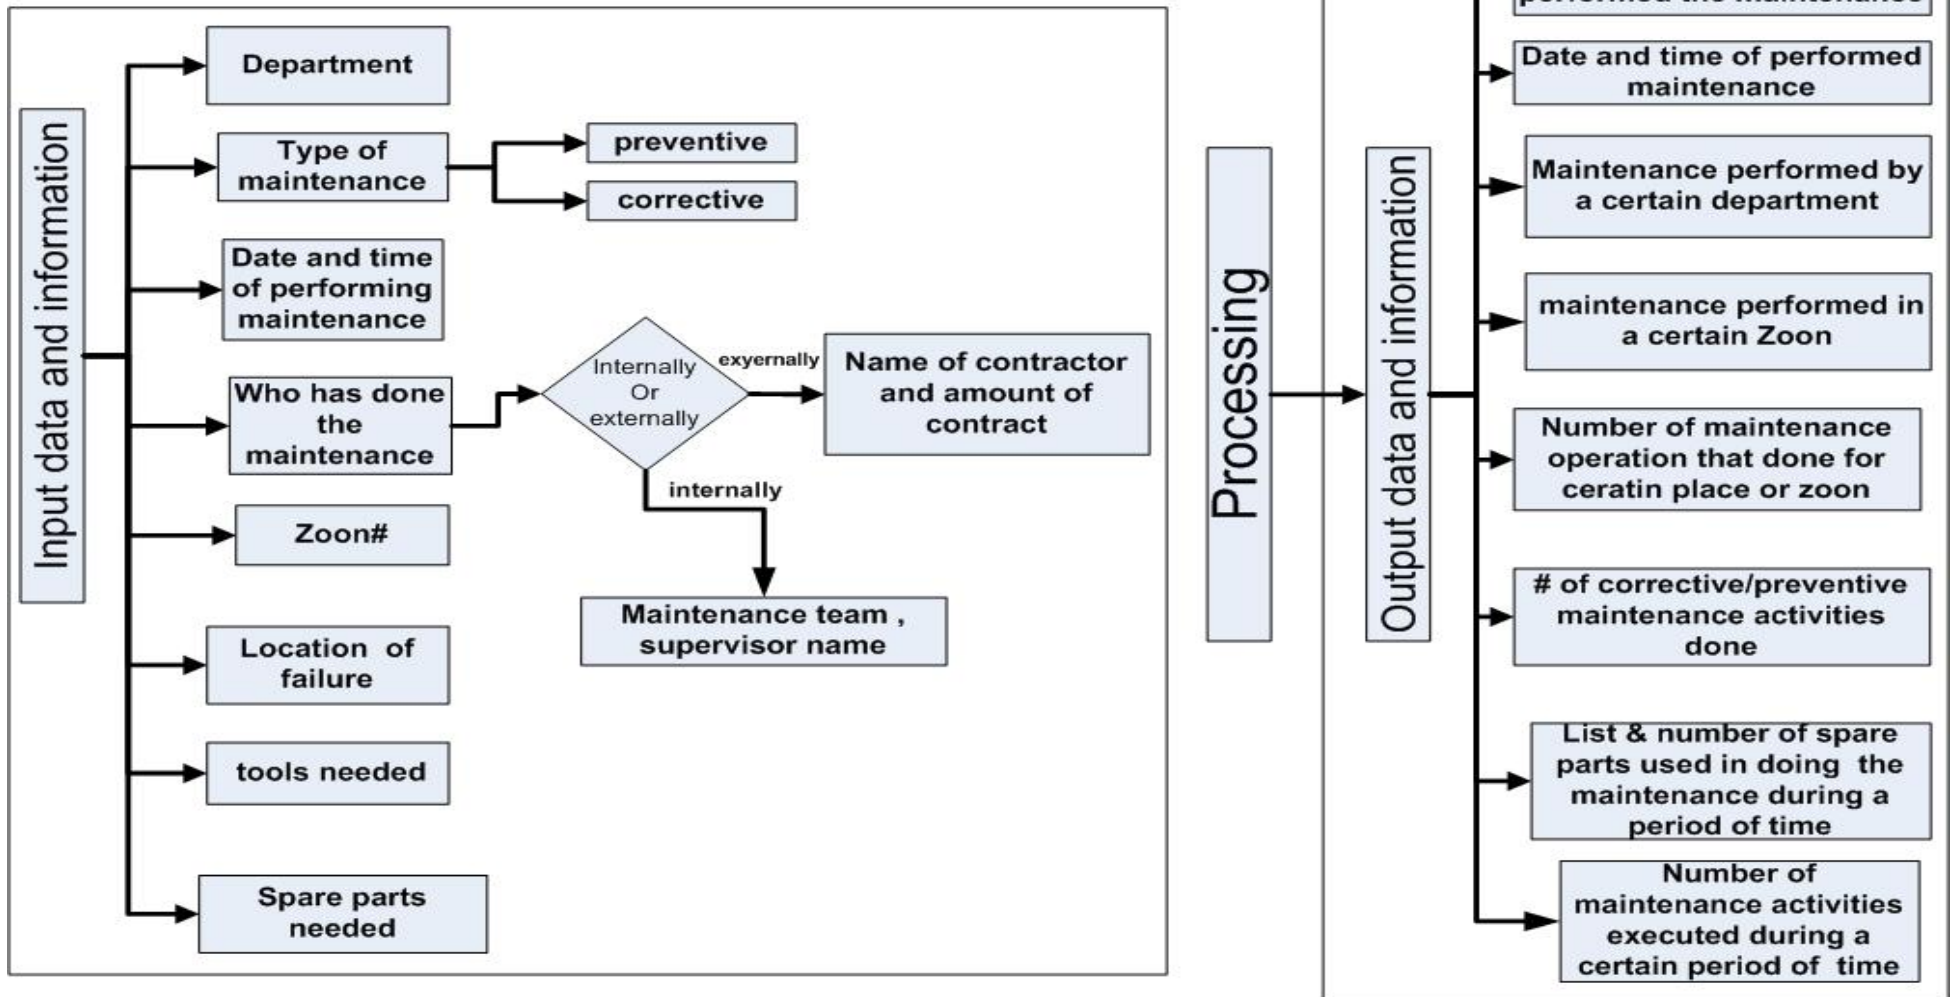 Input data and information
Department
Type of
maintenance
preventive
corrective
Date and time
of performing
maintenance
Who has done
the
maintenance
Internally
Or
externally
exyernally
Name of contractor
and amount of
contract
internally
Maintenance team ,
supervisor name
Zoon#
Location of
failure
tools needed
Spare parts
needed
Processing
Output data and information
performed the maintenance
Date and time of performed
maintenance
Maintenance performed by
a certain department
maintenance performed in
a certain Zoon
Number of maintenance
operation that done for
ceratin place or zoon
# of corrective/preventive
maintenance activities
done
List & number of spare
parts used in doing the
maintenance during a
period of time
Number of
maintenance activities
executed during a
certain period of time